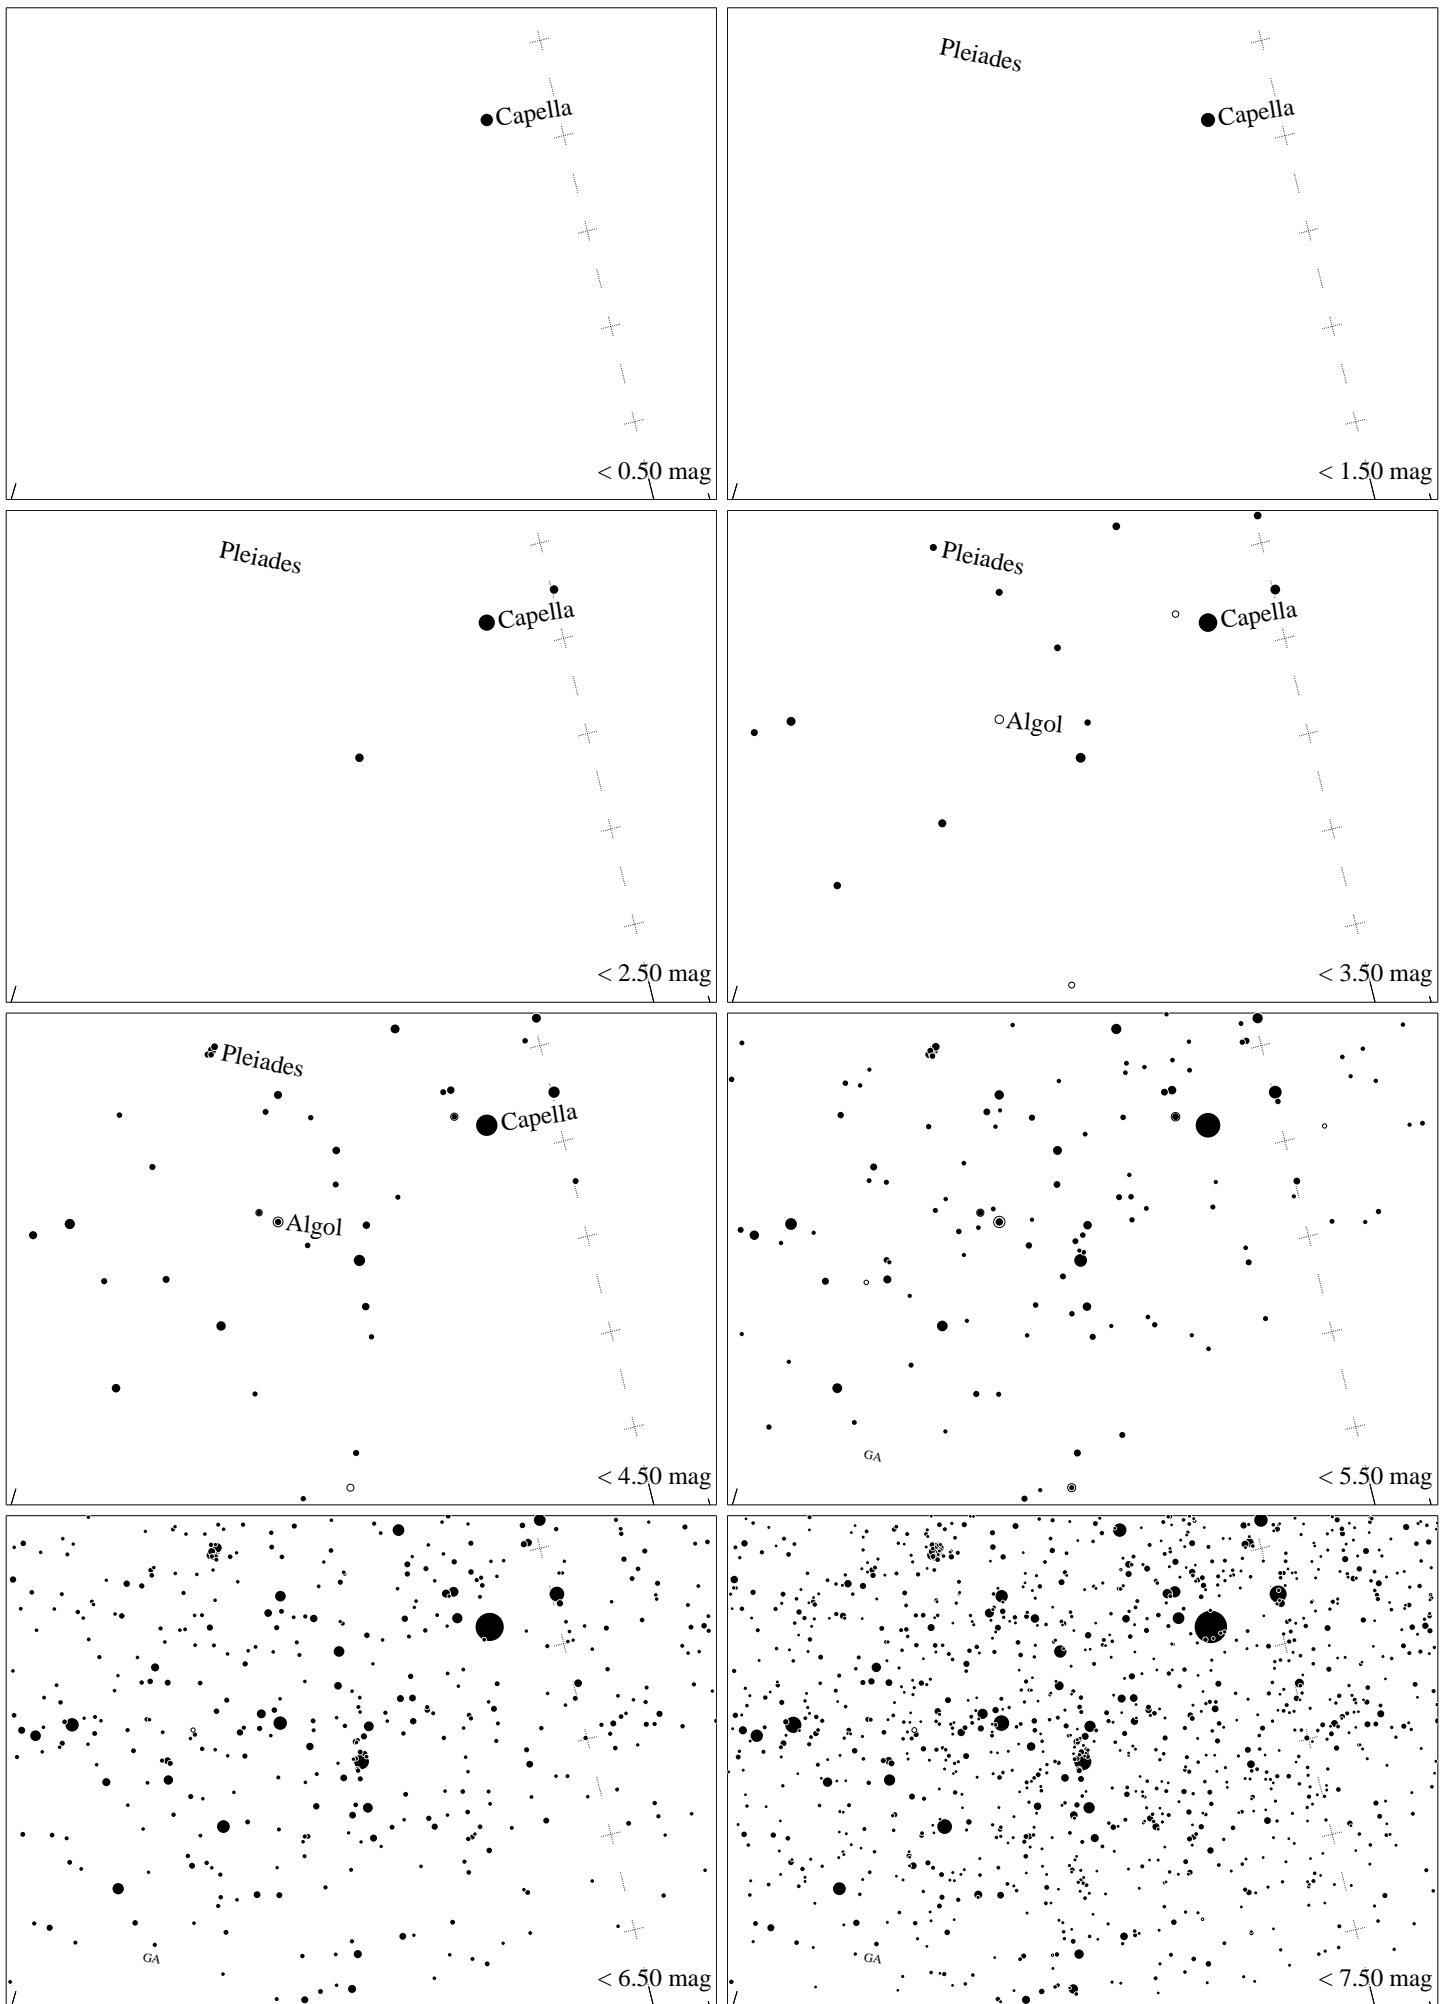 Capella
< 0.50 mag
Pleiades
Capella
< 1.50 mag
Pleiades
Capella
< 2.50 mag
Pleiades
Capella
Algol
< 3.50 mag
Pleiades
Capella
Algol
< 4.50 mag
GA
< 5.50 mag
GA
< 6.50 mag
GA
< 7.50 mag